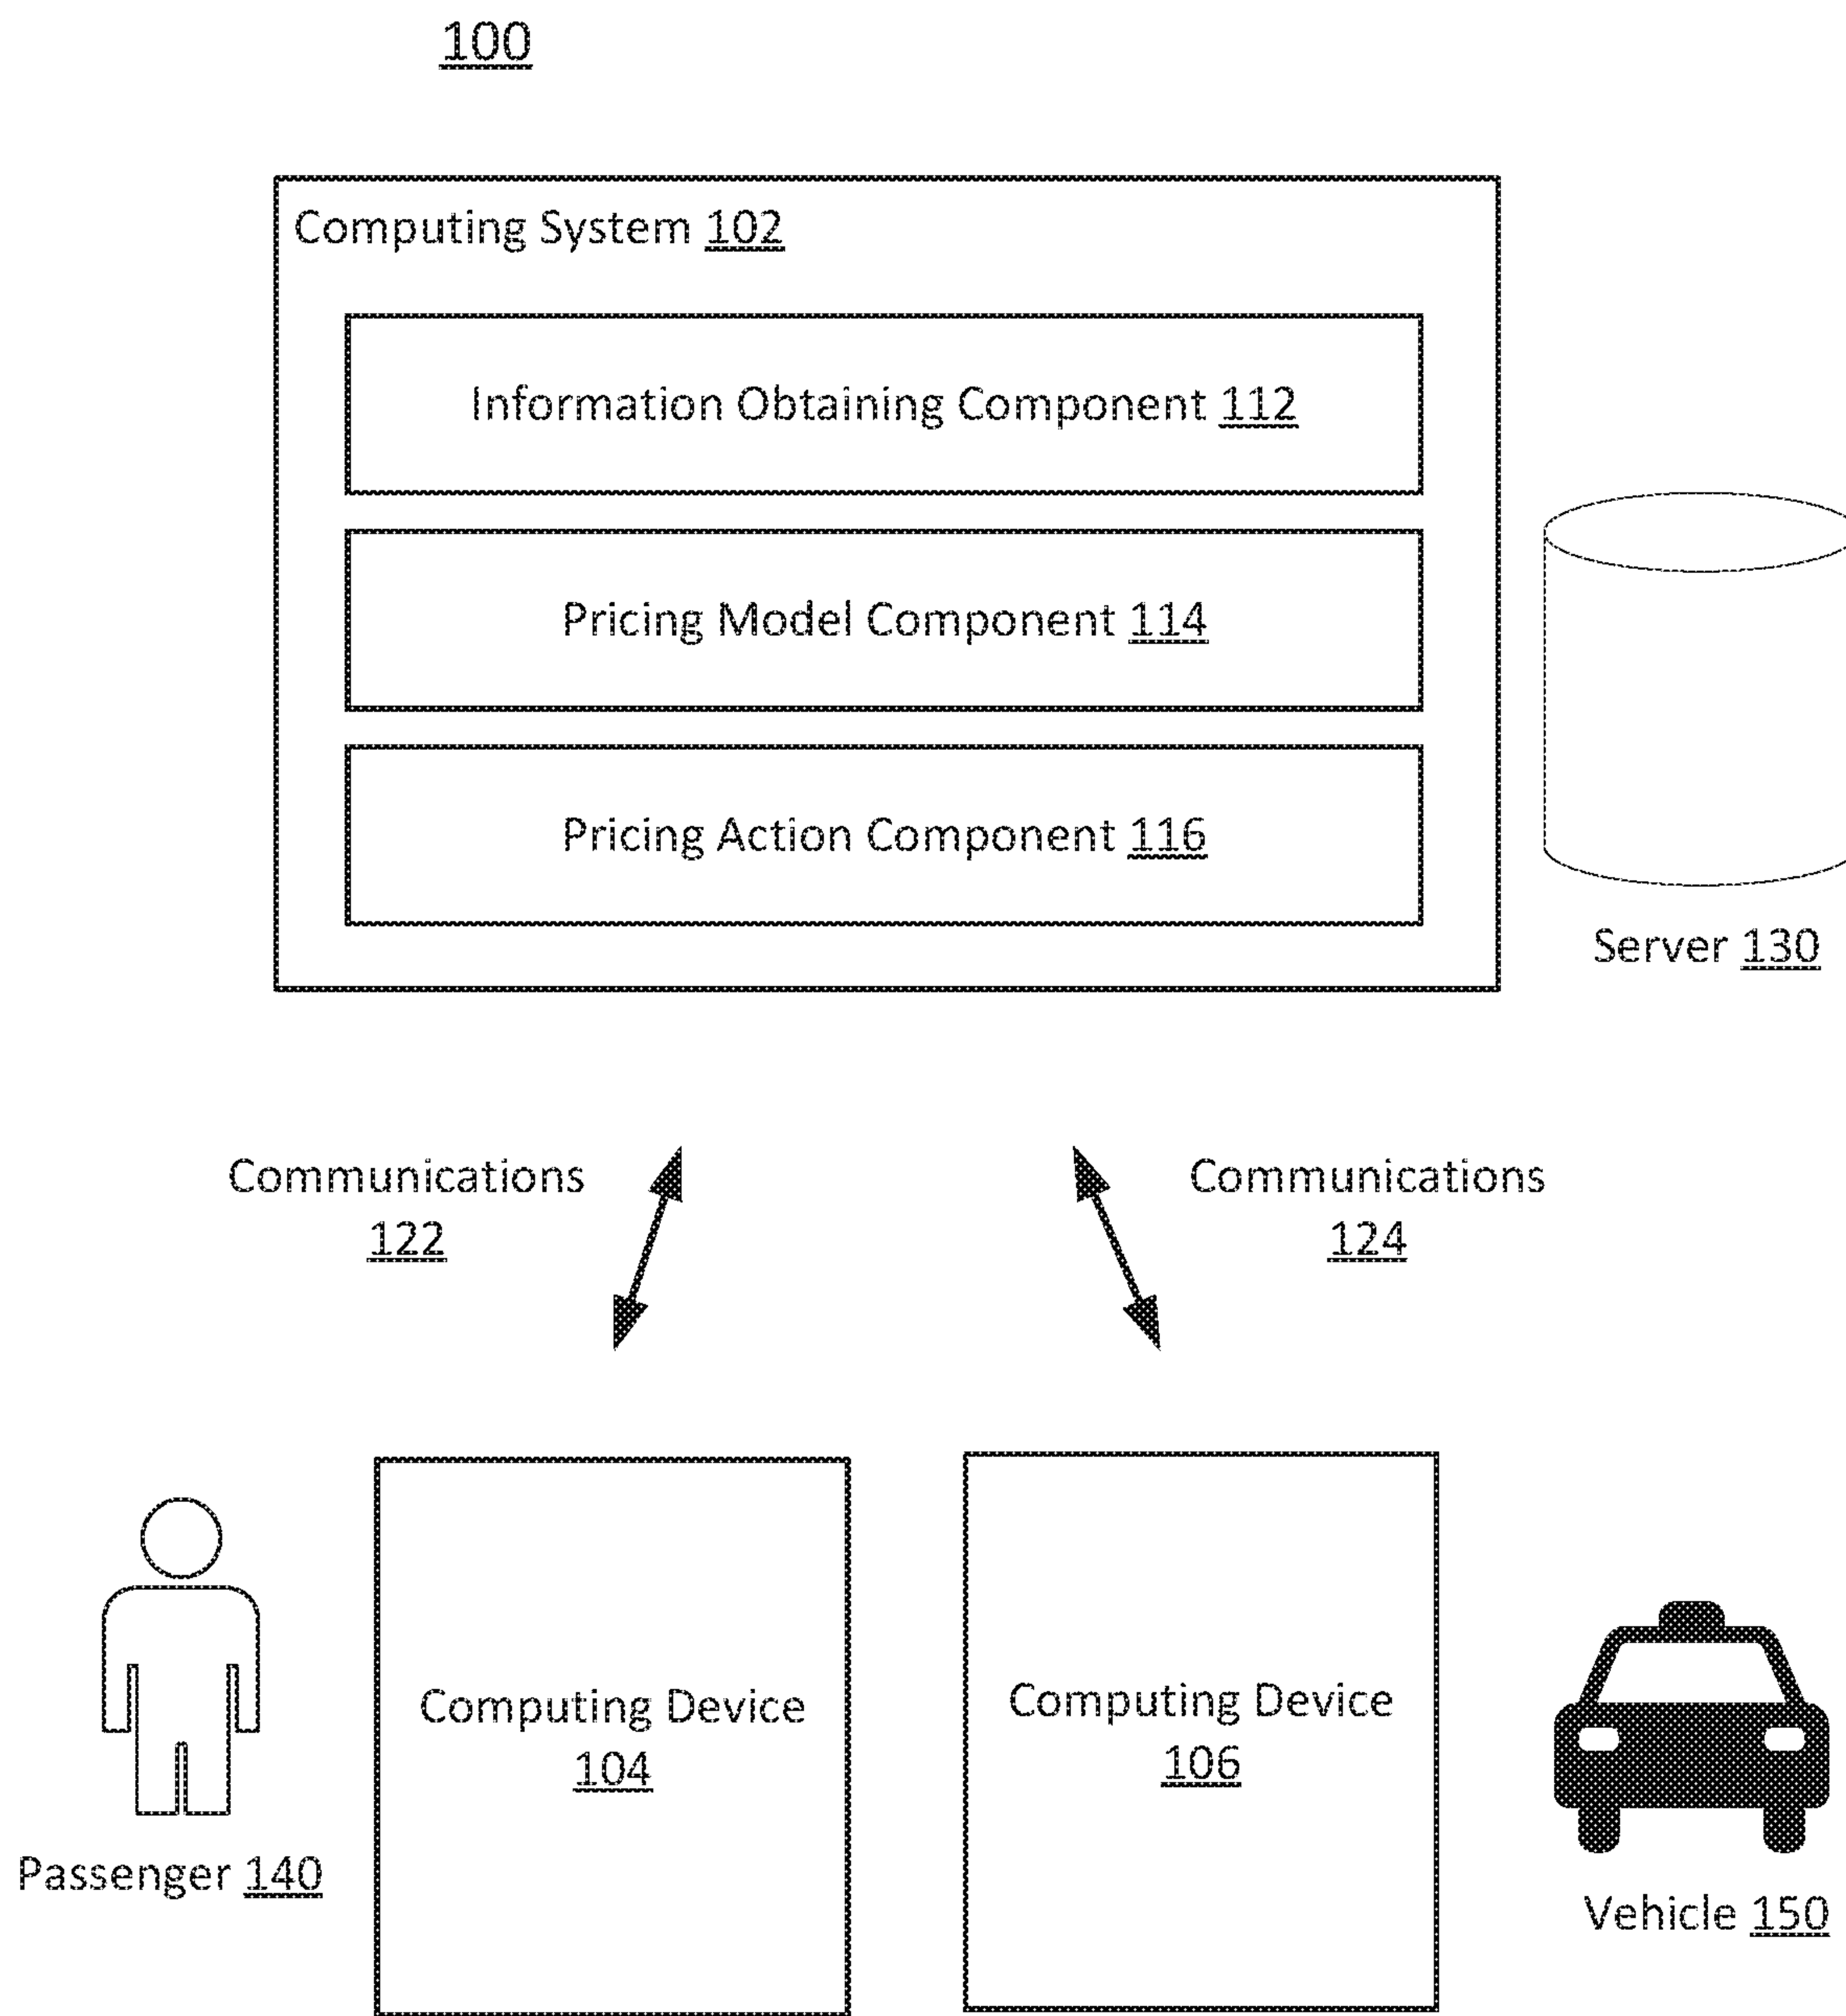 100
Computing System 102
Information Obtaining Component 112
Pricing Model Component 114
Pricing Action Component 116
Server 130
Communications
122
Communications
124
Computing Device
104
Computing Device
106
Passenger 140
Vehicle 150